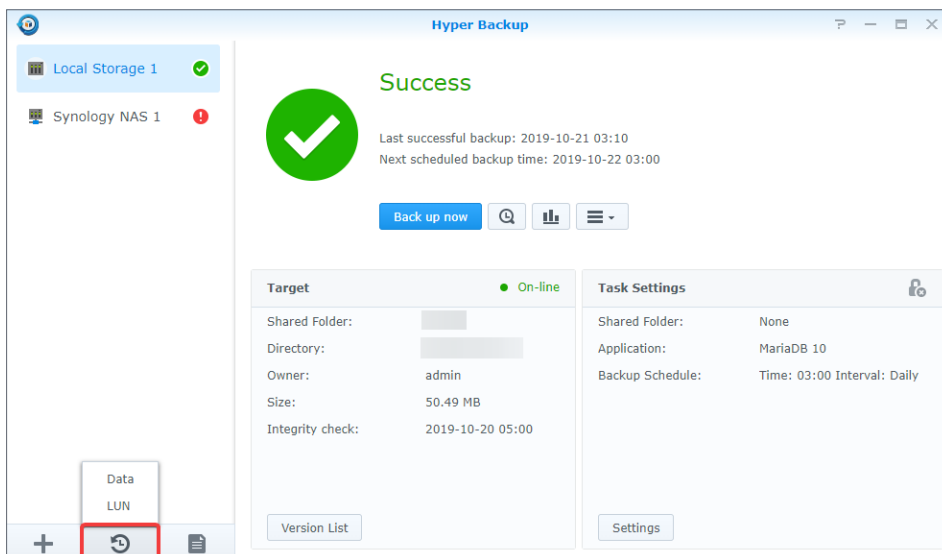 Hyper Backup
Local Storage 1
Synology NAS 1
Success
Last successful backup: 2019-10-21 03:10
Next scheduled backup time: 2019-10-22 03:00
Back up now
Target
On-line
Shared Folder:
Directory:
Owner: admin
Size: 50.49 MB
Integrity check: 2019-10-20 05:00
Version List
Task Settings
Shared Folder: None
Application: MariaDB 10
Backup Schedule: Time: 03:00 Interval: Daily
Settings
Data
LUN